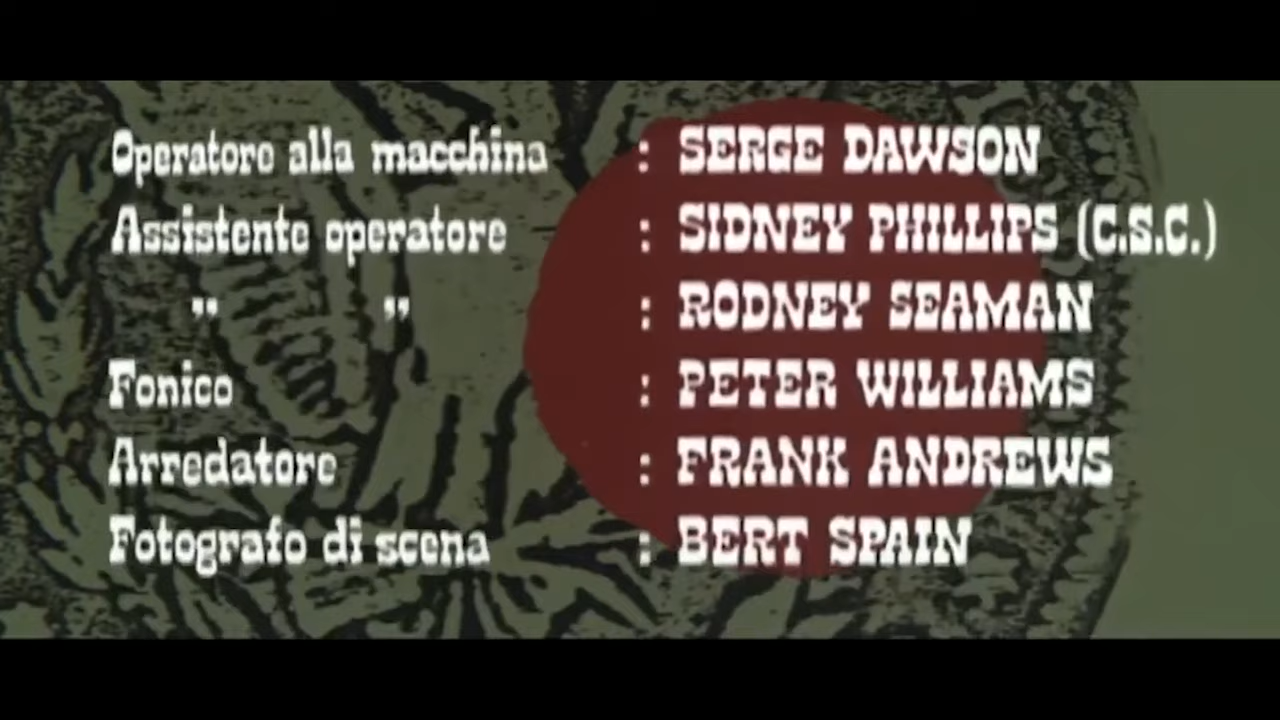 Operatore alla macchina : SERGE DAWSON
Assistente operatore : SIDNEY PHILLIPS (C.S.C.)
" " : RODNEY SEAMAN
Fonico : PETER WILLIAMS
Arredatore : FRANK ANDREWS
Fotografo di scena : BERT SPAIN